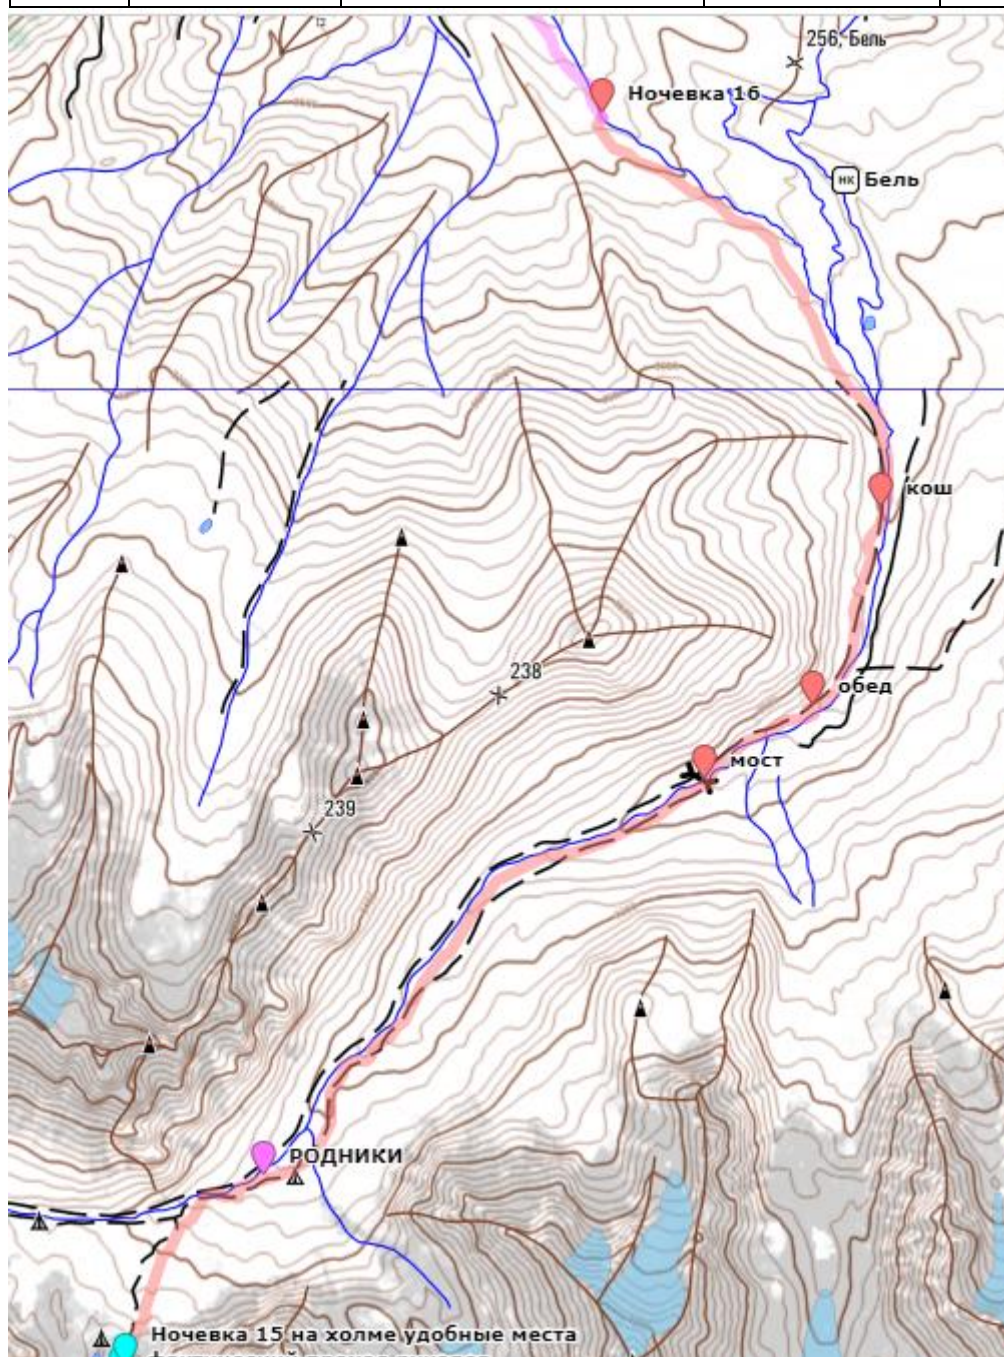 256, Бель
Ночевка 16
нк Бель
кош
238
обед
мост
239
РОДНИКИ
Ночевка 15 на холме удобные места